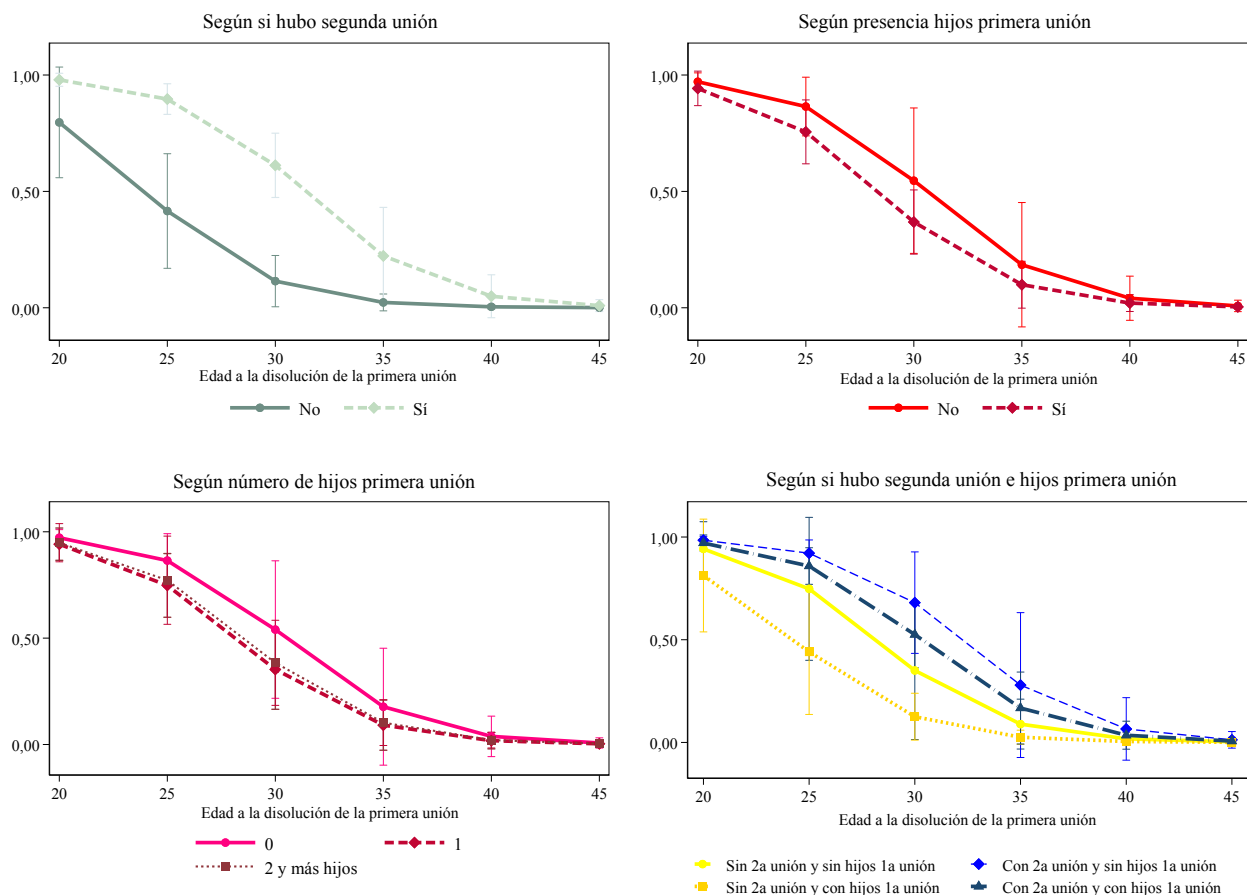 Según si hubo segunda unión
1,00
0,50
0,00
20 25 30 35 40 45
Edad a la disolución de la primera unión
No Sí
Según presencia hijos primera unión
1,00
0,50
0,00
20 25 30 35 40 45
Edad a la disolución de la primera unión
No Sí
Según número de hijos primera unión
1,00
0,50
0,00
20 25 30 35 40 45
Edad a la disolución de la primera unión
0 1
2 y más hijos
Según si hubo segunda unión e hijos primera unión
1,00
0,50
0,00
20 25 30 35 40 45
Edad a la disolución de la primera unión
Sin 2a unión y sin hijos 1a unión Con 2a unión y sin hijos 1a unión
Sin 2a unión y con hijos 1a unión Con 2a unión y con hijos 1a unión